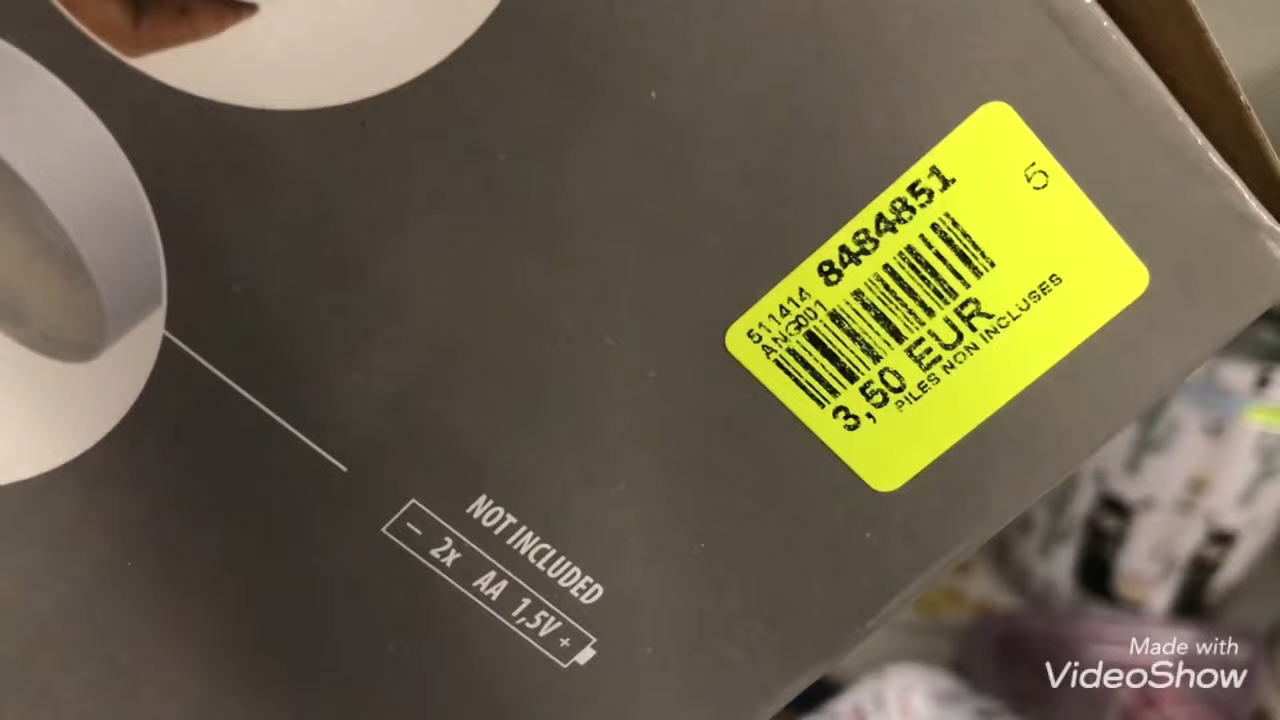 5
511414 8484851
ANG001
3,50 EUR
PILES NON INCLUSES
NOT INCLUDED
- 2x AA 1,5V +
Made with
VideoShow